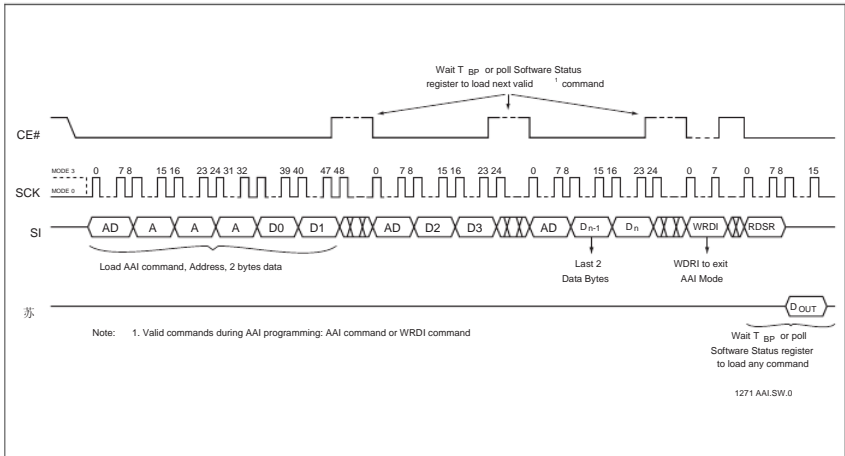 Wait T BP or poll Software Status
register to load next valid 1 command
CE#
MODE 3
0 7 8 15 16 23 24 31 32 39 40 47 48 0 7 8 15 16 23 24 0 7 8 15 16 23 24 0 7 0 7 8 15
SCK
MODE 0
SI
AD A A A D0 D1 AD D2 D3 AD Dn-1 Dn WRDI RDSR
Load AAI command, Address, 2 bytes data
Last 2
Data Bytes
WDRI to exit
AAI Mode
苏
DOUT
Note: 1. Valid commands during AAI programming: AAI command or WRDI command
Wait T BP or poll
Software Status register
to load any command
1271 AAI.SW.0